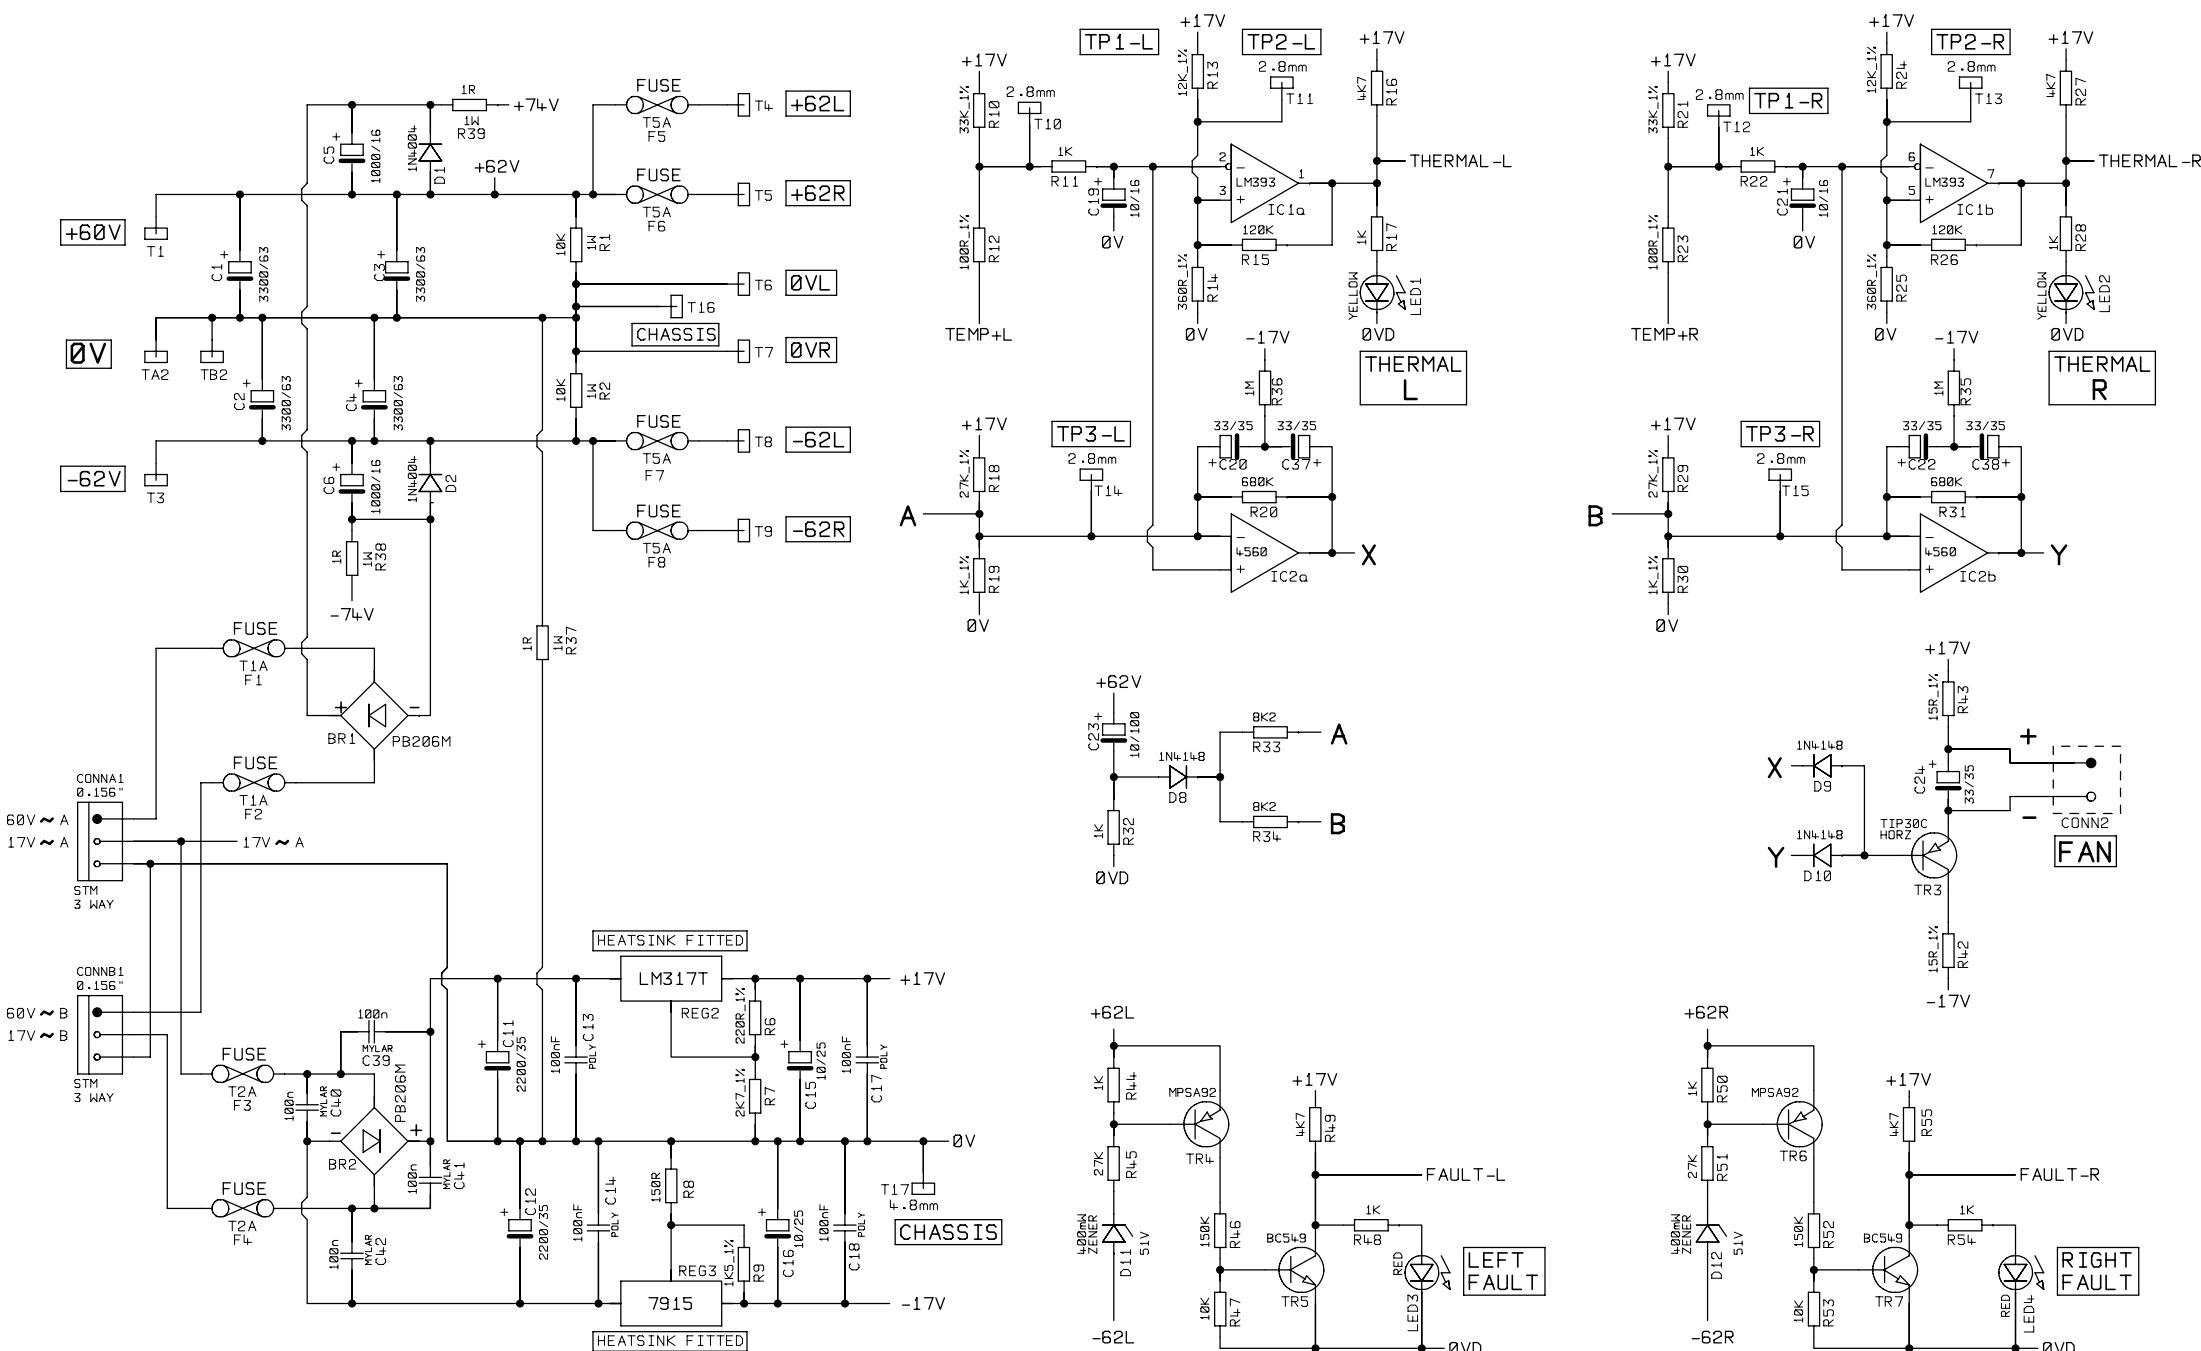 1R
+74V
1W
R39
C5
+
1000/16
1N4004
D1
+62V
FUSE
T5A
F5
T4
+62L
FUSE
T5A
F6
T5
+62R
+60V
T1
C1
+
3300/63
C3
+
3300/63
10K
1W
R1
T6
0VL
T16
CHASSIS
0V
TA2
TB2
T7
0VR
C2
+
3300/63
C4
+
3300/63
10K
1W
R2
-62V
T3
C6
+
1000/16
1N4004
D2
FUSE
T5A
F7
T8
-62L
FUSE
T5A
F8
T9
-62R
1R
1W
R38
-74V
1R
1W
R37
FUSE
T1A
F1
+
-
BR1
PB206M
FUSE
T1A
F2
CONNA1
0.156"
60V ~ A
17V ~ A
17V ~ A
STM
3 WAY
CONNB1
0.156"
60V ~ B
17V ~ B
STM
3 WAY
100n
MYLAR
C39
FUSE
T2A
F3
100n
MYLAR
C40
PB206M
-
+
BR2
100n
MYLAR
C41
FUSE
T2A
F4
100n
MYLAR
C42
HEATSINK FITTED
LM317T
REG2
+17V
+
C11
2200/35
100nF
C13
POLY
220R_1%
R6
2K7_1%
R7
+
10/25
C15
100nF
POLY
C17
0V
+
C12
2200/35
100nF
C14
POLY
150R
R8
REG3
1K5_1%
R9
+
10/25
C16
100nF
POLY
C18
T17
4.8mm
CHASSIS
7915
-17V
HEATSINK FITTED
TP1-L
+17V
TP2-L
+17V
2.8mm
T11
+17V
33K_1%
R10
2.8mm
T10
12K_1%
R13
4K7
R16
1K
R11
C19
+
10/16
0V
2
-
LM393
3
+
1
IC1a
THERMAL-L
120K
R15
100R_1%
R12
TEMP+L
360R_1%
R14
0V
1K
R17
YELLOW
LED1
0VD
THERMAL
L
-17V
1M
R36
+17V
TP3-L
2.8mm
T14
33/35
+C20
33/35
C37+
27K_1%
R18
680K
R20
A
-
4560
+
IC2a
X
1K_1%
R19
0V
+17V
TP2-R
+17V
2.8mm
T13
+17V
33K_1%
R21
2.8mm
T12
TP1-R
12K_1%
R24
4K7
R27
1K
R22
C21
+
10/16
0V
6
-
LM393
5
+
7
IC1b
THERMAL-R
120K
R26
100R_1%
R23
TEMP+R
360R_1%
R25
0V
1K
R28
YELLOW
LED2
0VD
THERMAL
R
-17V
1M
R35
+17V
TP3-R
2.8mm
T15
33/35
+C22
33/35
C38+
27K_1%
R29
680K
R31
B
-
4560
+
IC2b
Y
1K_1%
R30
0V
+62V
C23
+
10/100
1N4148
D8
8K2
R33
A
8K2
R34
B
1K
R32
0VD
+17V
15R_1%
R43
X
1N4148
D9
C24
+
33/35
+
-
CONN2
FAN
Y
1N4148
D10
TIP30C
HORZ
TR3
15R_1%
R42
-17V
+62L
1K
R44
MPSA92
TR4
27K
R45
400mW
ZENER
D11
51V
-62L
+17V
4K7
R49
FAULT-L
150K
R46
BC549
TR5
1K
R48
10K
R47
RED
LED3
LEFT
FAULT
0VD
+62R
1K
R50
MPSA92
TR6
27K
R51
400mW
ZENER
D12
51V
-62R
+17V
4K7
R55
FAULT-R
150K
R52
BC549
TR7
1K
R54
10K
R53
RED
LED4
RIGHT
FAULT
0VD